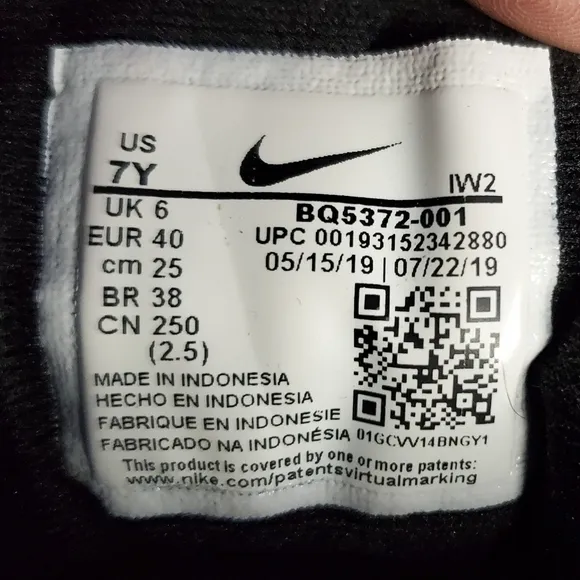 US
7Y
IW2
UK 6
BQ5372-001
EUR 40
UPC 00193152342880
cm 25
05/15/19 | 07/22/19
BR 38
CN 250
(2.5)
MADE IN INDONESIA
HECHO EN INDONESIA
FABRIQUE EN INDONESIE
FABRICADO NA INDONÉSIA
01GCVV14BNGY1
This product is covered by one or more patents:
www.nike.com/patentsvirtualmarking